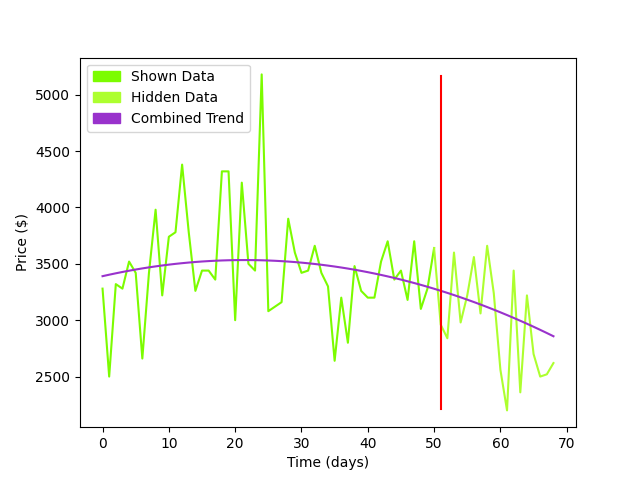 Shown Data
Hidden Data
Combined Trend
Price ($)
5000
4500
4000
3500
3000
2500
0 10 20 30 40 50 60 70
Time (days)